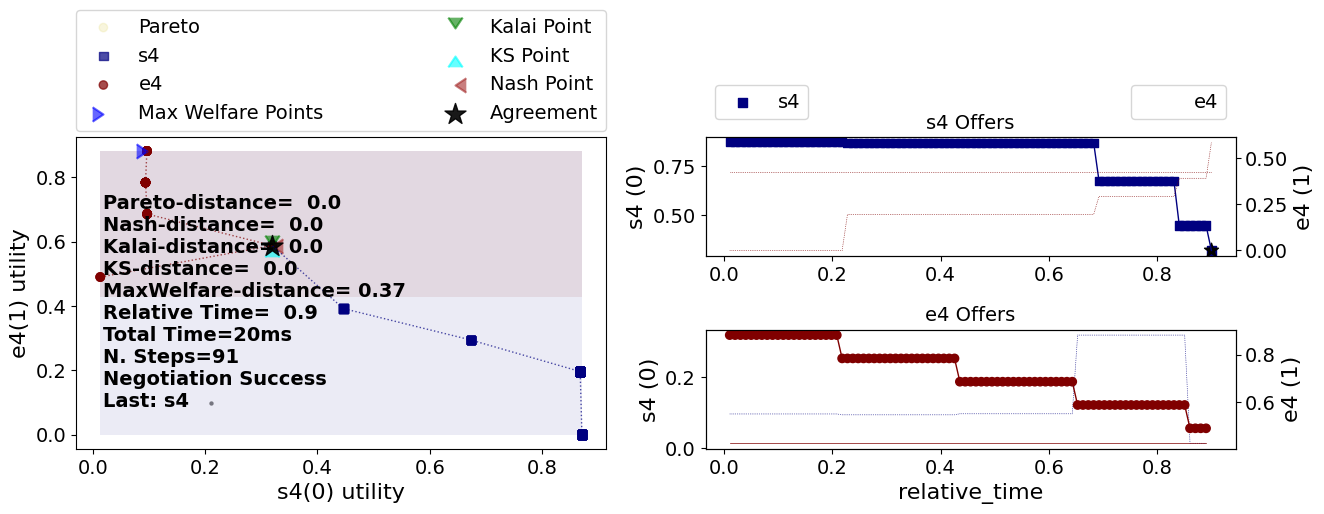 Pareto
s4
e4
Max Welfare Points
Kalai Point
KS Point
Nash Point
Agreement
0.8
0.6
0.4
0.2
0.0
e4(1) utility
Pareto-distance=  0.0
Nash-distance=  0.0
Kalai-distance=  0.0
KS-distance=  0.0
MaxWelfare-distance= 0.37
Relative Time=  0.9
Total Time=20ms
N. Steps=91
Negotiation Success
Last: s4
0.0 0.2 0.4 0.6 0.8
s4(0) utility
s4
e4
s4 Offers
0.75
0.50
s4 (0)
0.50
0.25
0.00
e4 (1)
0.0 0.2 0.4 0.6 0.8
e4 Offers
0.2
0.0
s4 (0)
0.8
0.6
e4 (1)
0.0 0.2 0.4 0.6 0.8
relative_time